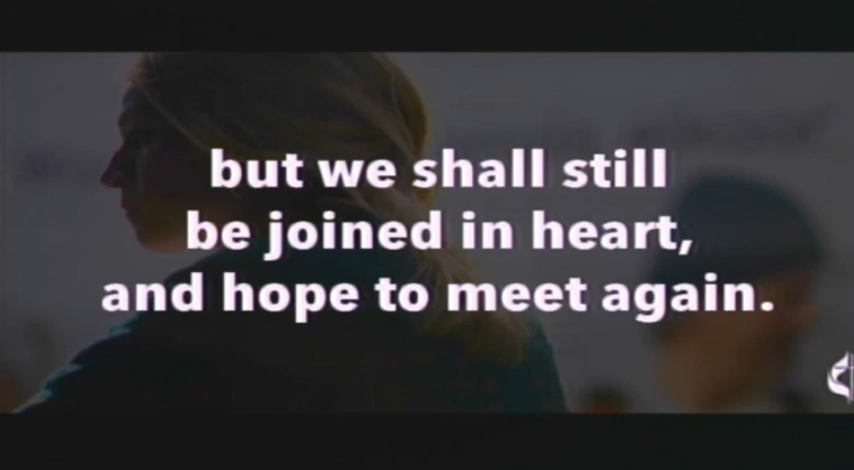 but we shall still
be joined in heart,
and hope to meet again.